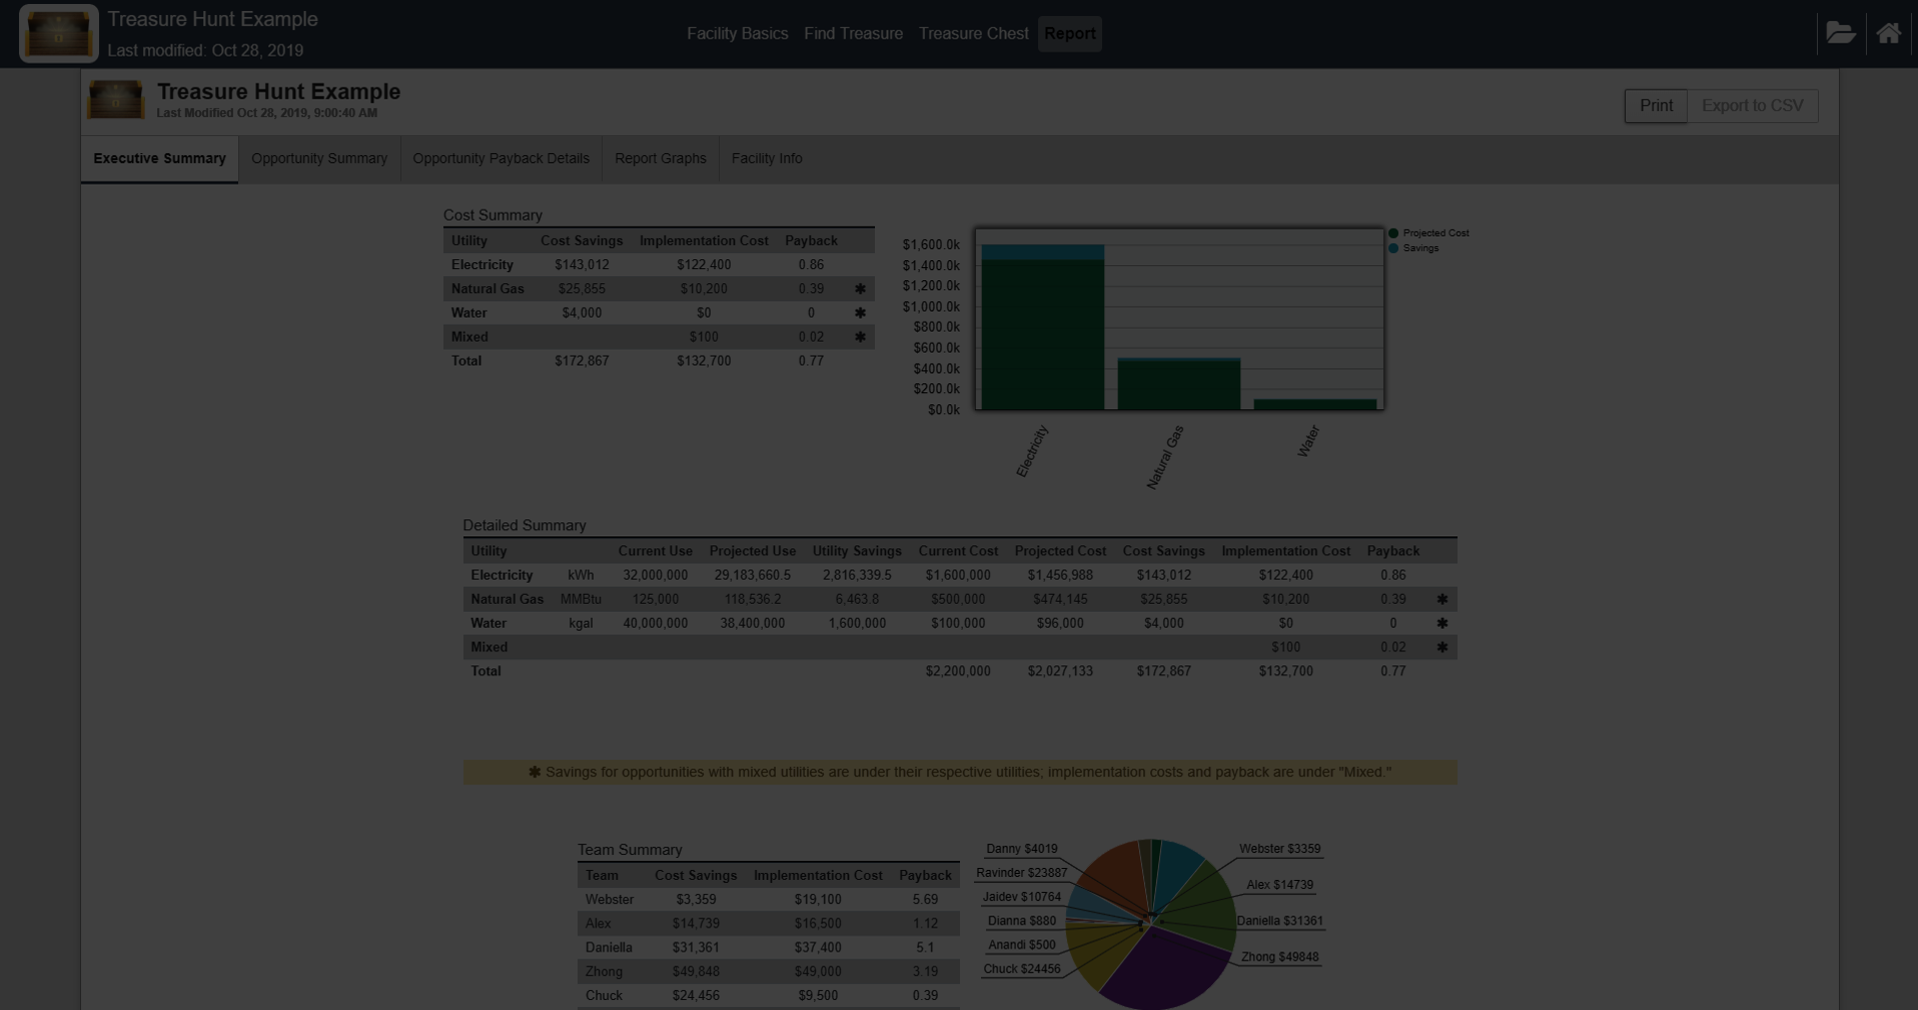 Treasure Hunt Example
Last modified: Oct 28, 2019
Facility Basics Find Treasure Treasure Chest Report
Treasure Hunt Example
Last Modified Oct 28, 2019, 9:00:40 AM
Print Export to CSV
Executive Summary Opportunity Summary Opportunity Payback Details Report Graphs Facility Info
Cost Summary
Utility Cost Savings Implementation Cost Payback
Electricity $143,012 $122,400 0.86
Natural Gas $25,855 $10,200 0.39 ✱
Water $4,000 $0 0 ✱
Mixed $100 0.02 ✱
Total $172,867 $132,700 0.77
$1,600.0k
$1,400.0k
$1,200.0k
$1,000.0k
$800.0k
$600.0k
$400.0k
$200.0k
$0.0k
Electricity
Natural Gas
Water
Projected Cost
Savings
Detailed Summary
Utility Current Use Projected Use Utility Savings Current Cost Projected Cost Cost Savings Implementation Cost Payback
Electricity kWh 32,000,000 29,183,660.5 2,816,339.5 $1,600,000 $1,456,988 $143,012 $122,400 0.86
Natural Gas MMBtu 125,000 118,536.2 6,463.8 $500,000 $474,145 $25,855 $10,200 0.39 ✱
Water kgal 40,000,000 38,400,000 1,600,000 $100,000 $96,000 $4,000 $0 0 ✱
Mixed $100 0.02 ✱
Total $2,200,000 $2,027,133 $172,867 $132,700 0.77
✱ Savings for opportunities with mixed utilities are under their respective utilities; implementation costs and payback are under "Mixed."
Team Summary
Team Cost Savings Implementation Cost Payback
Webster $3,359 $19,100 5.69
Alex $14,739 $16,500 1.12
Daniella $31,361 $37,400 5.1
Zhong $49,848 $49,000 3.19
Chuck $24,456 $9,500 0.39
Danny $4019
Ravinder $23887
Jaidev $10764
Dianna $880
Anandi $500
Chuck $24456
Webster $3359
Alex $14739
Daniella $31361
Zhong $49848